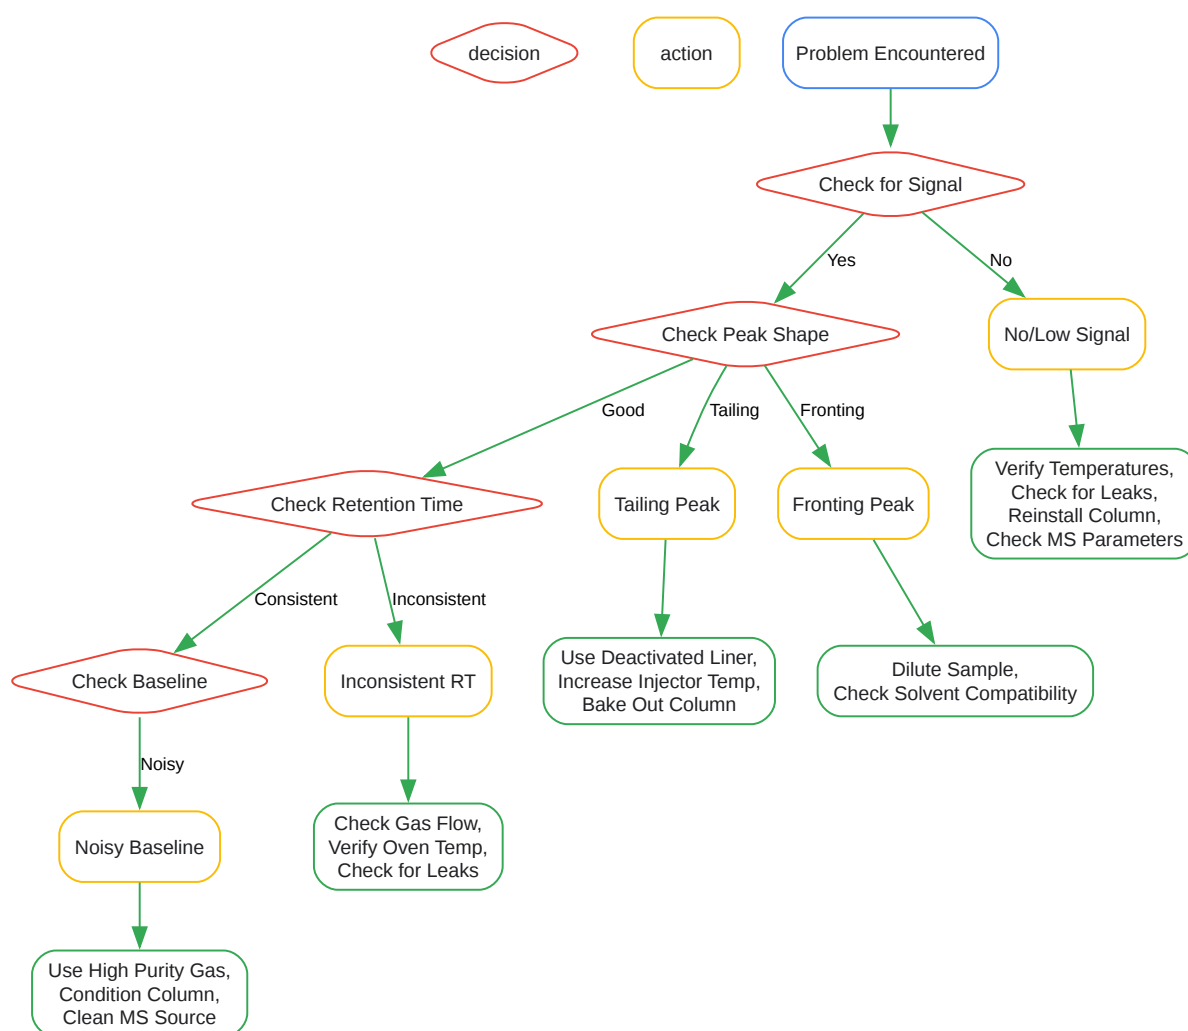 decision
action
Problem Encountered
Check for Signal
Yes
No
Check Peak Shape
No/Low Signal
Good
Tailing
Fronting
Check Retention Time
Tailing Peak
Fronting Peak
Verify Temperatures,
Check for Leaks,
Reinstall Column,
Check MS Parameters
Consistent
Inconsistent
Check Baseline
Inconsistent RT
Use Deactivated Liner,
Increase Injector Temp,
Bake Out Column
Dilute Sample,
Check Solvent Compatibility
Noisy
Noisy Baseline
Check Gas Flow,
Verify Oven Temp,
Check for Leaks
Use High Purity Gas,
Condition Column,
Clean MS Source